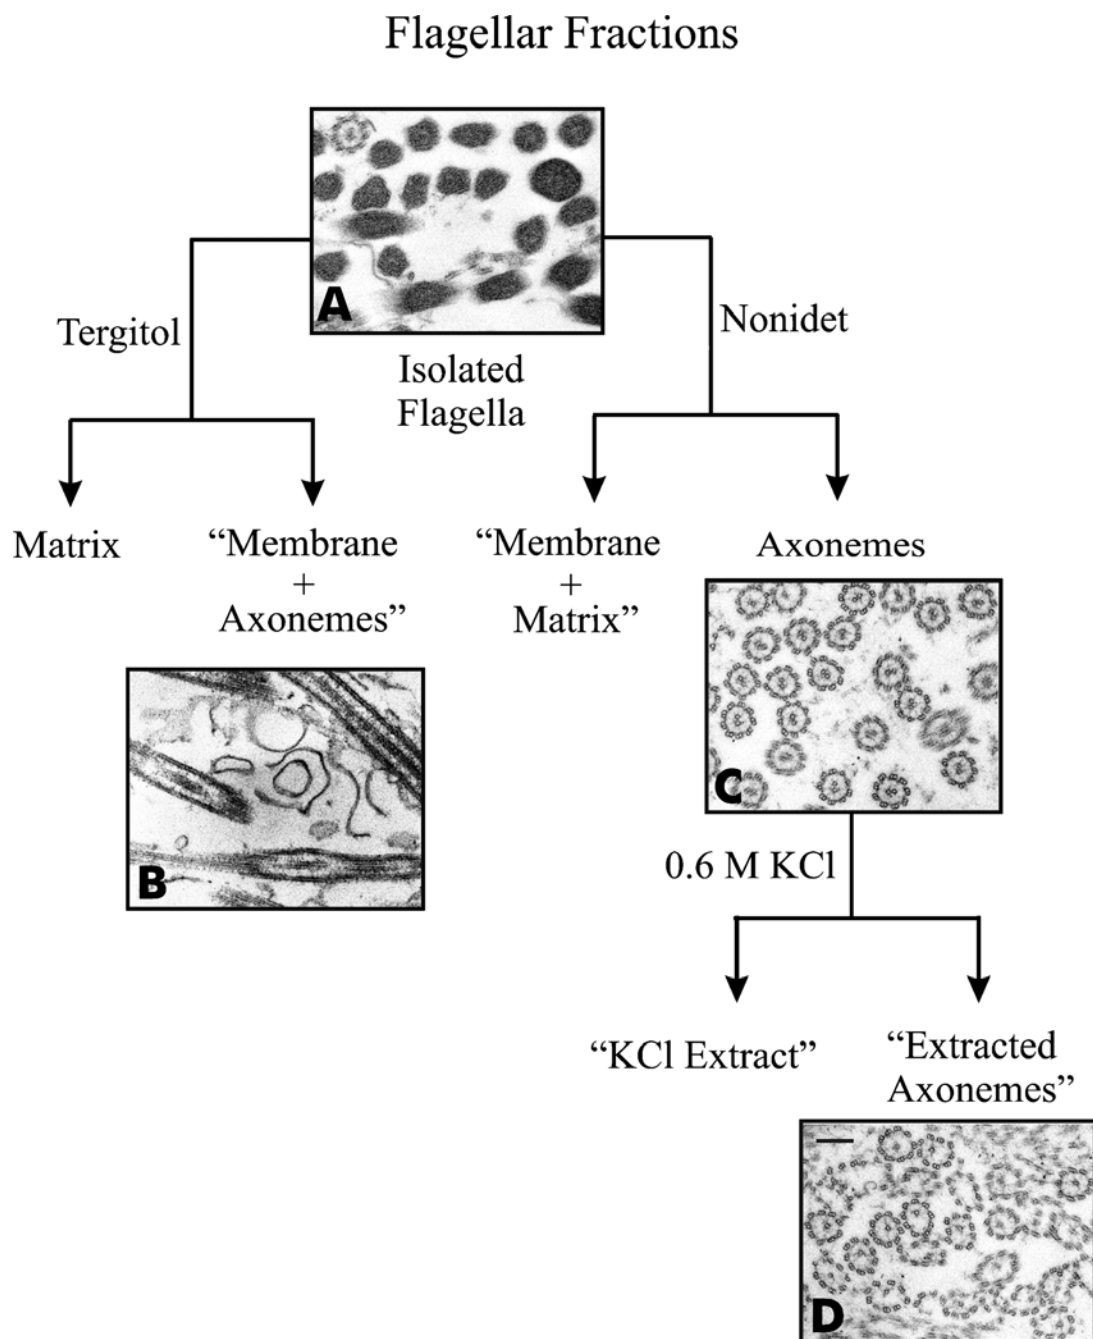 Flagellar Fractions
A
Tergitol
Nonidet
Isolated
Flagella
Matrix
“Membrane
+
Axonemes”
“Membrane
+
Matrix”
Axonemes
B
C
0.6 M KCl
“KCl Extract”
“Extracted
Axonemes”
D